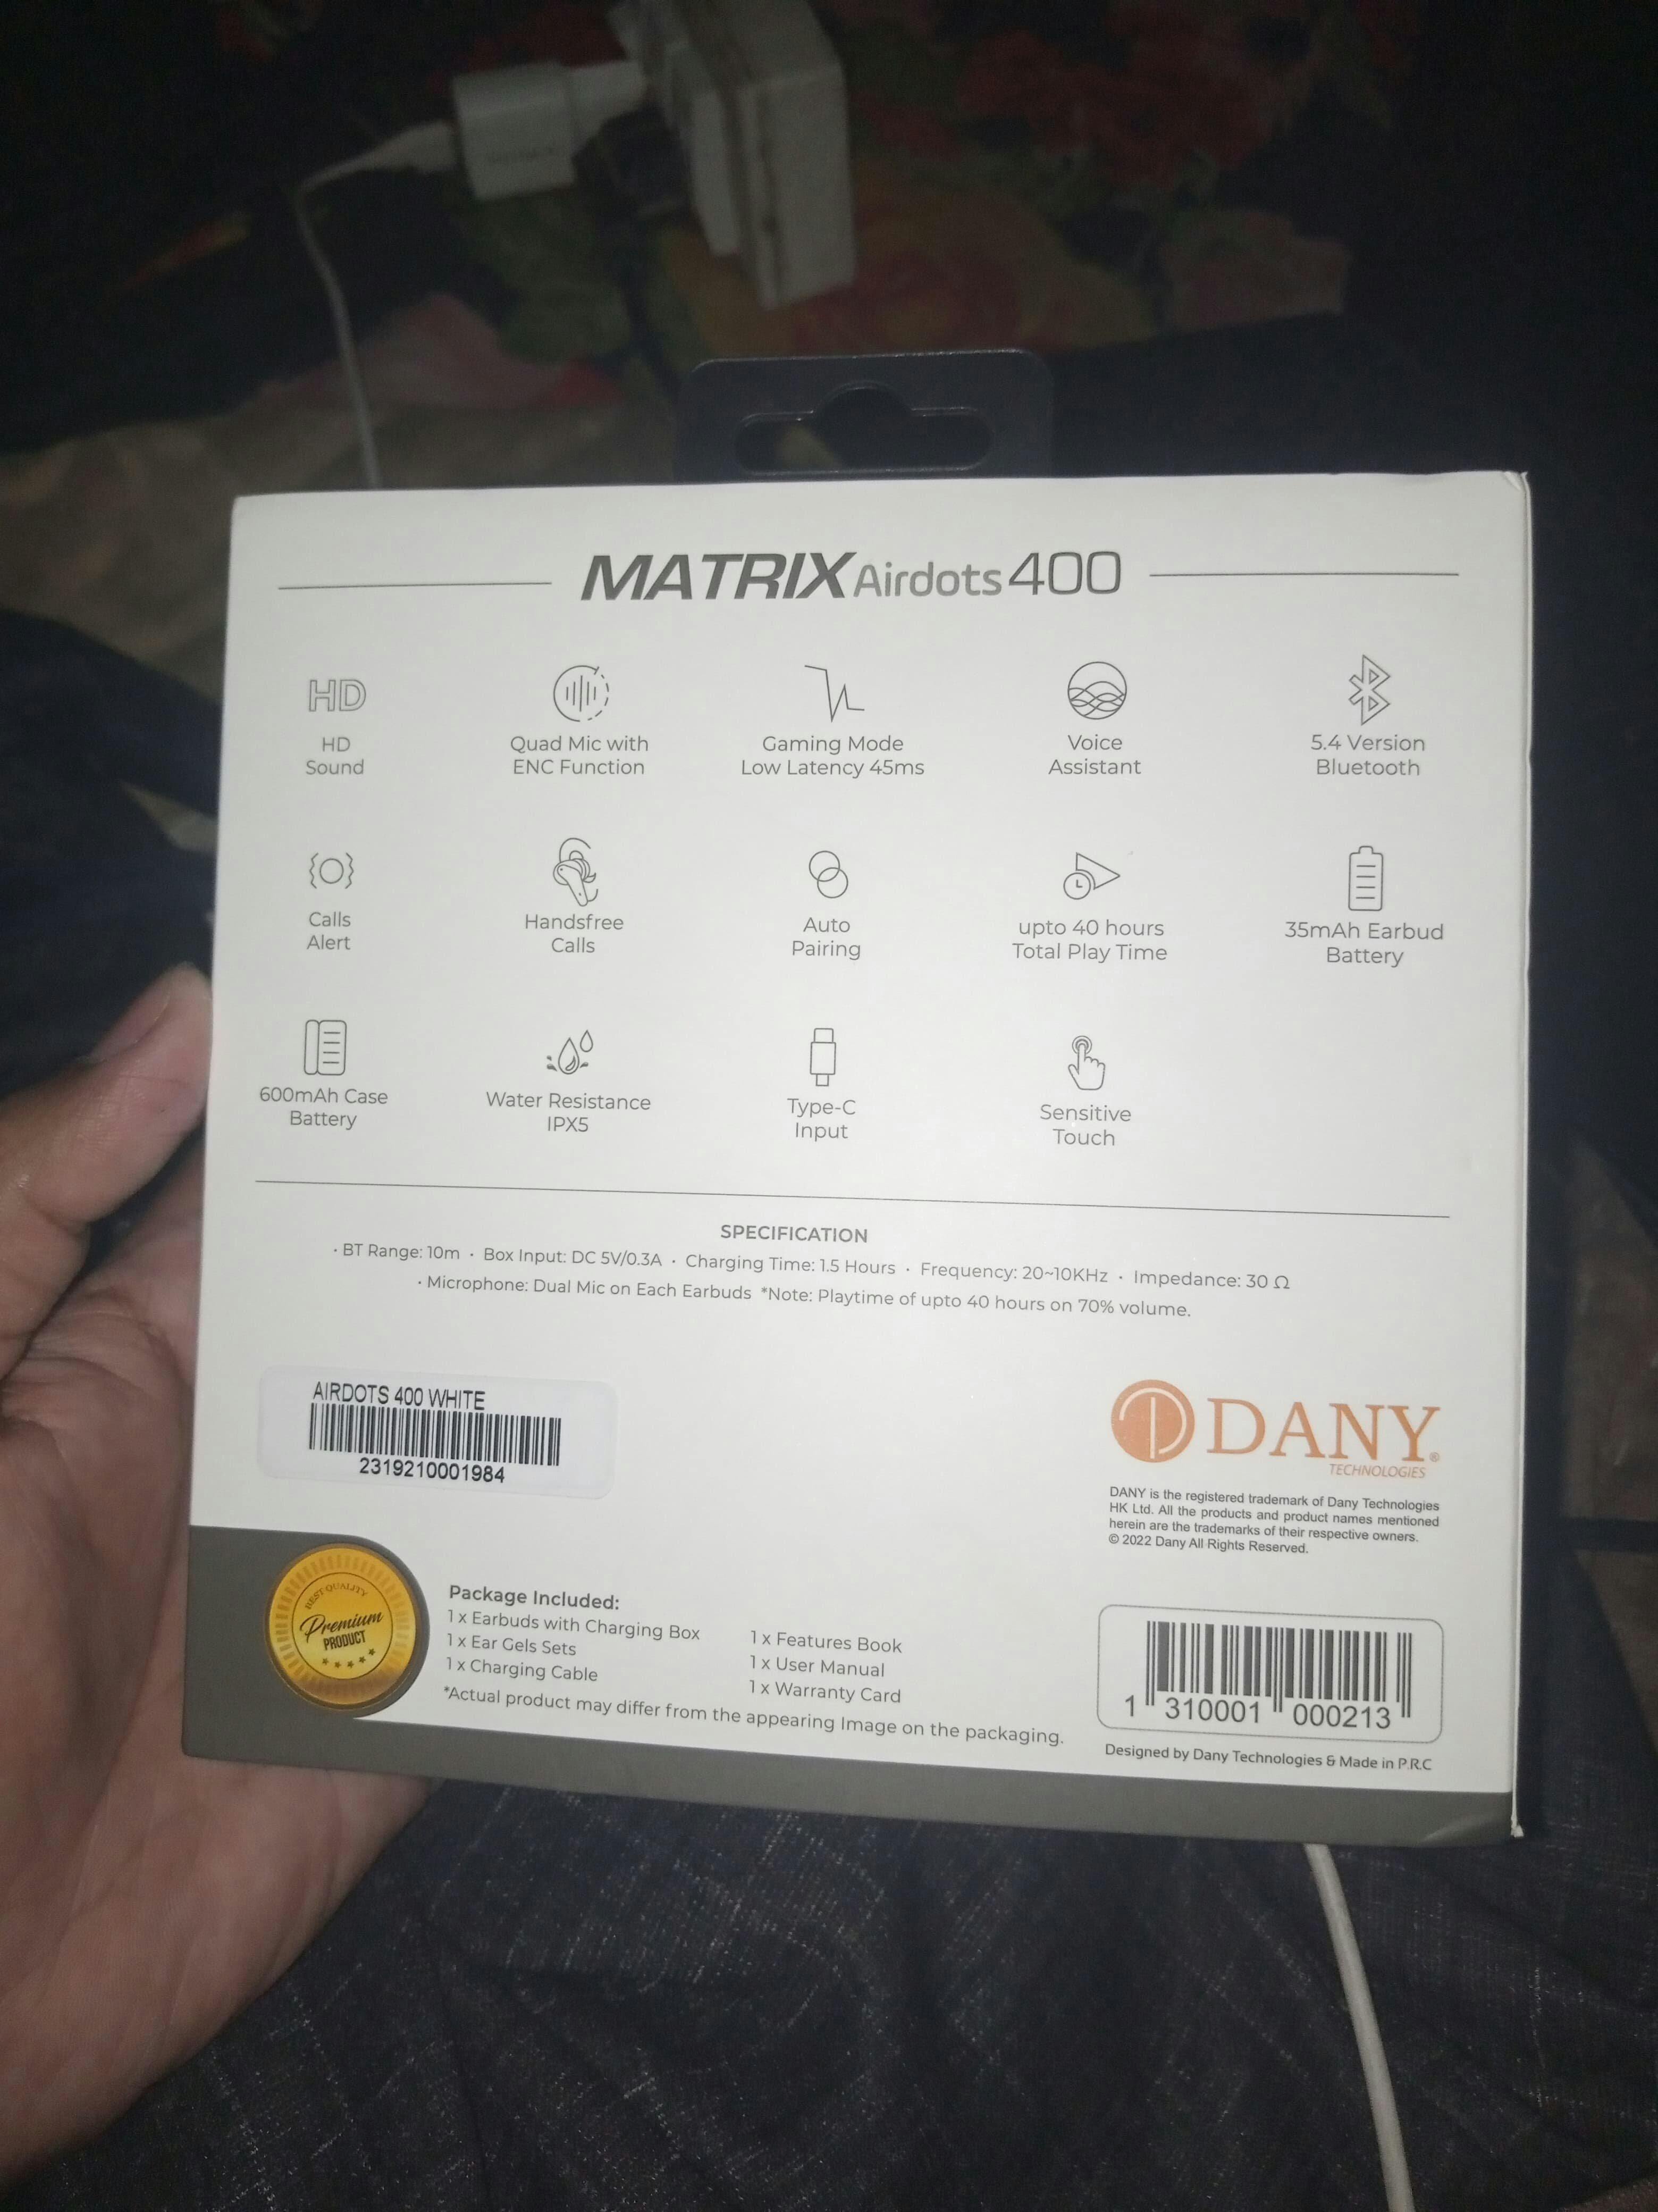 MATRIX Airdots 400
HD
HD
Sound
Quad Mic with
ENC Function
Gaming Mode
Low Latency 45ms
Voice
Assistant
5.4 Version
Bluetooth
Calls
Alert
Handsfree
Calls
Auto
Pairing
upto 40 hours
Total Play Time
35mAh Earbud
Battery
600mAh Case
Battery
Water Resistance
IPX5
Type-C
Input
Sensitive
Touch
SPECIFICATION
• BT Range: 10m • Box Input: DC 5V/0.3A • Charging Time: 1.5 Hours • Frequency: 20~10KHz • Impedance: 30 Ω
• Microphone: Dual Mic on Each Earbuds *Note: Playtime of upto 40 hours on 70% volume.
AIRDOTS 400 WHITE
2319210001984
DANY®
TECHNOLOGIES
DANY is the registered trademark of Dany Technologies
HK Ltd. All the products and product names mentioned
herein are the trademarks of their respective owners.
© 2022 Dany All Rights Reserved.
BEST QUALITY
Premium
PRODUCT
Package Included:
1 x Earbuds with Charging Box
1 x Ear Gels Sets
1 x Charging Cable
1 x Features Book
1 x User Manual
1 x Warranty Card
*Actual product may differ from the appearing Image on the packaging.
1 310001 000213
Designed by Dany Technologies & Made in P.R.C